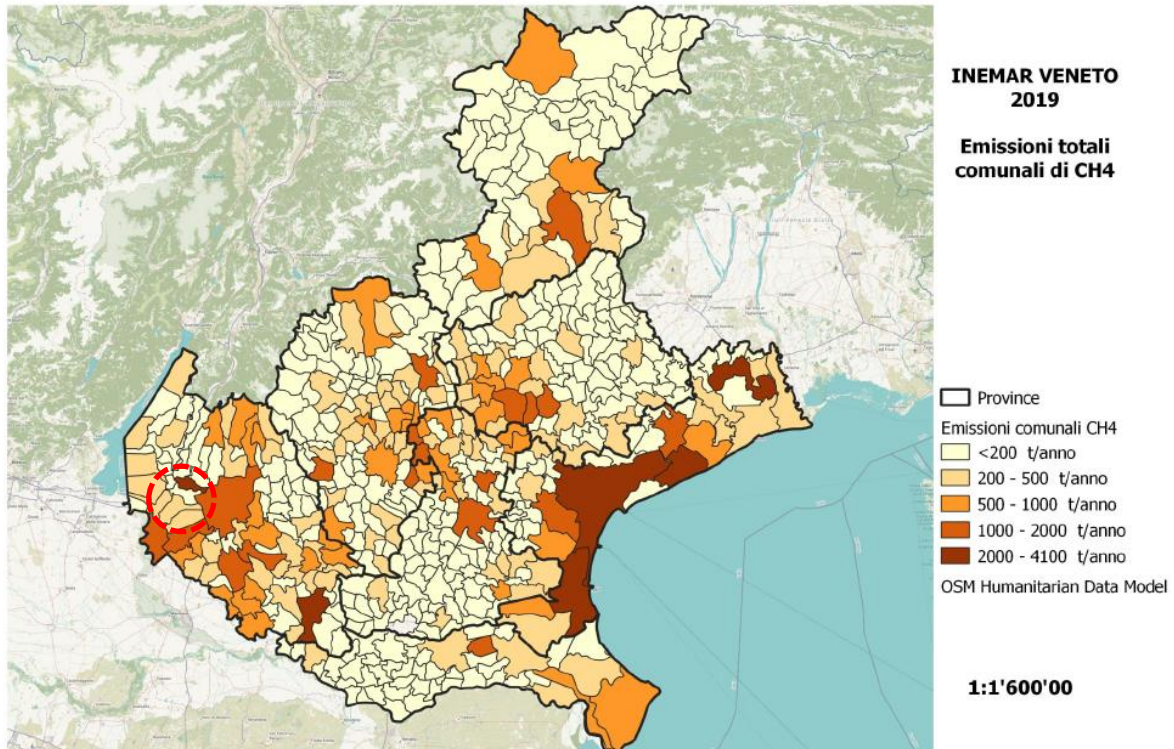 INEMAR VENETO
2019
Emissioni totali
comunali di CH4
Province
Emissioni comunali CH4
<200 t/anno
200 - 500 t/anno
500 - 1000 t/anno
1000 - 2000 t/anno
2000 - 4100 t/anno
OSM Humanitarian Data Model
1:1'600'00